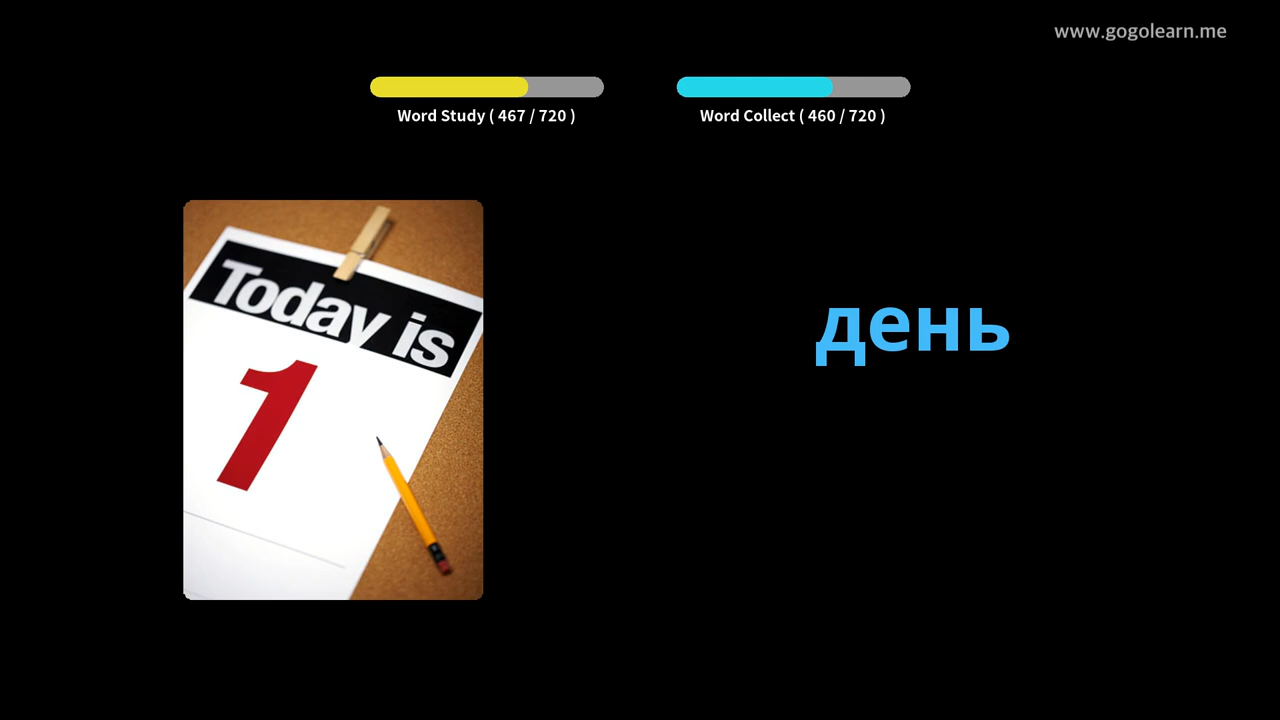 www.gogolearn.me
Word Study ( 467 / 720 )
Word Collect ( 460 / 720 )
Today is
1
день